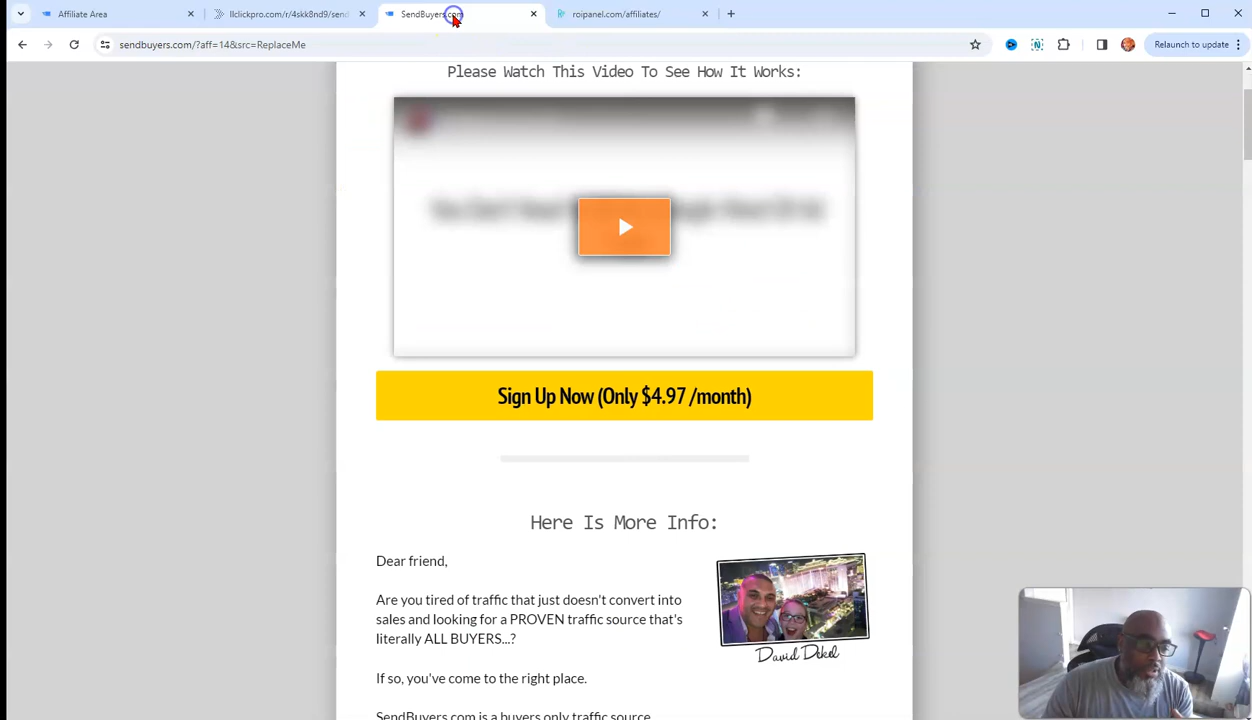 Affiliate Area
llclickpro.com/r/4skk8nd9/send
SendBuyers.com
roipanel.com/affiliates/
sendbuyers.com/?aff=14&src=ReplaceMe
Relaunch to update
Please Watch This Video To See How It Works:
Sign Up Now (Only $4.97 /month)
Here Is More Info:
Dear friend,
Are you tired of traffic that just doesn't convert into
sales and looking for a PROVEN traffic source that's
literally ALL BUYERS...?
David Dekel
If so, you've come to the right place.
SendBuyers.com is a buyers only traffic source